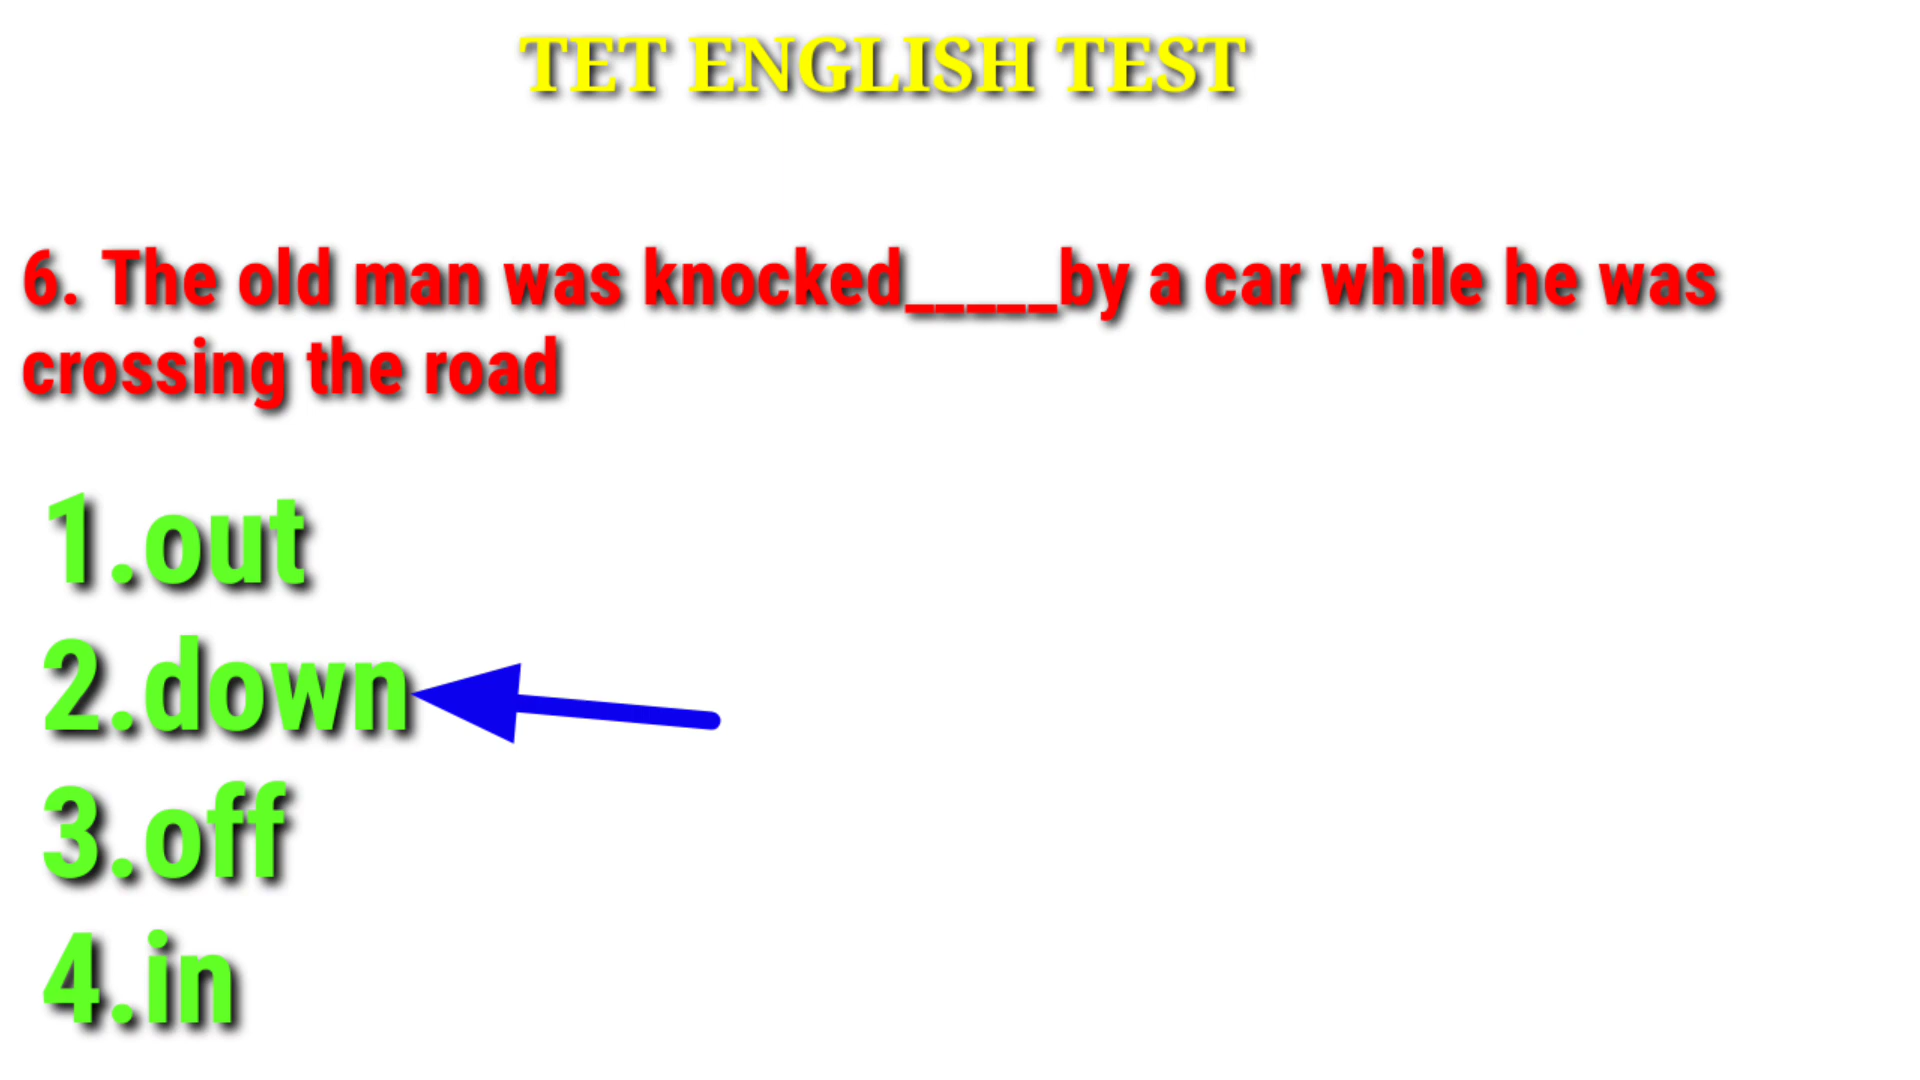 TET ENGLISH TEST
6. The old man was knocked_____by a car while he was
crossing the road
1.out
2.down
3.off
4.in